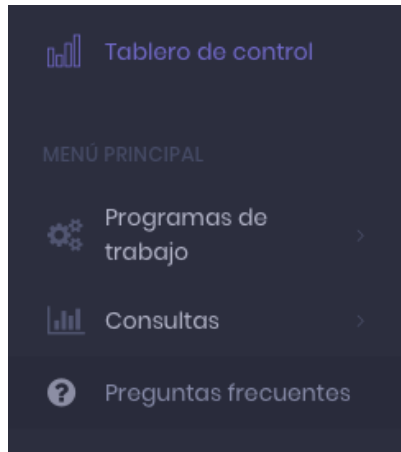 Tablero de control
MENÚ PRINCIPAL
Programas de
trabajo
Consultas
Preguntas frecuentes